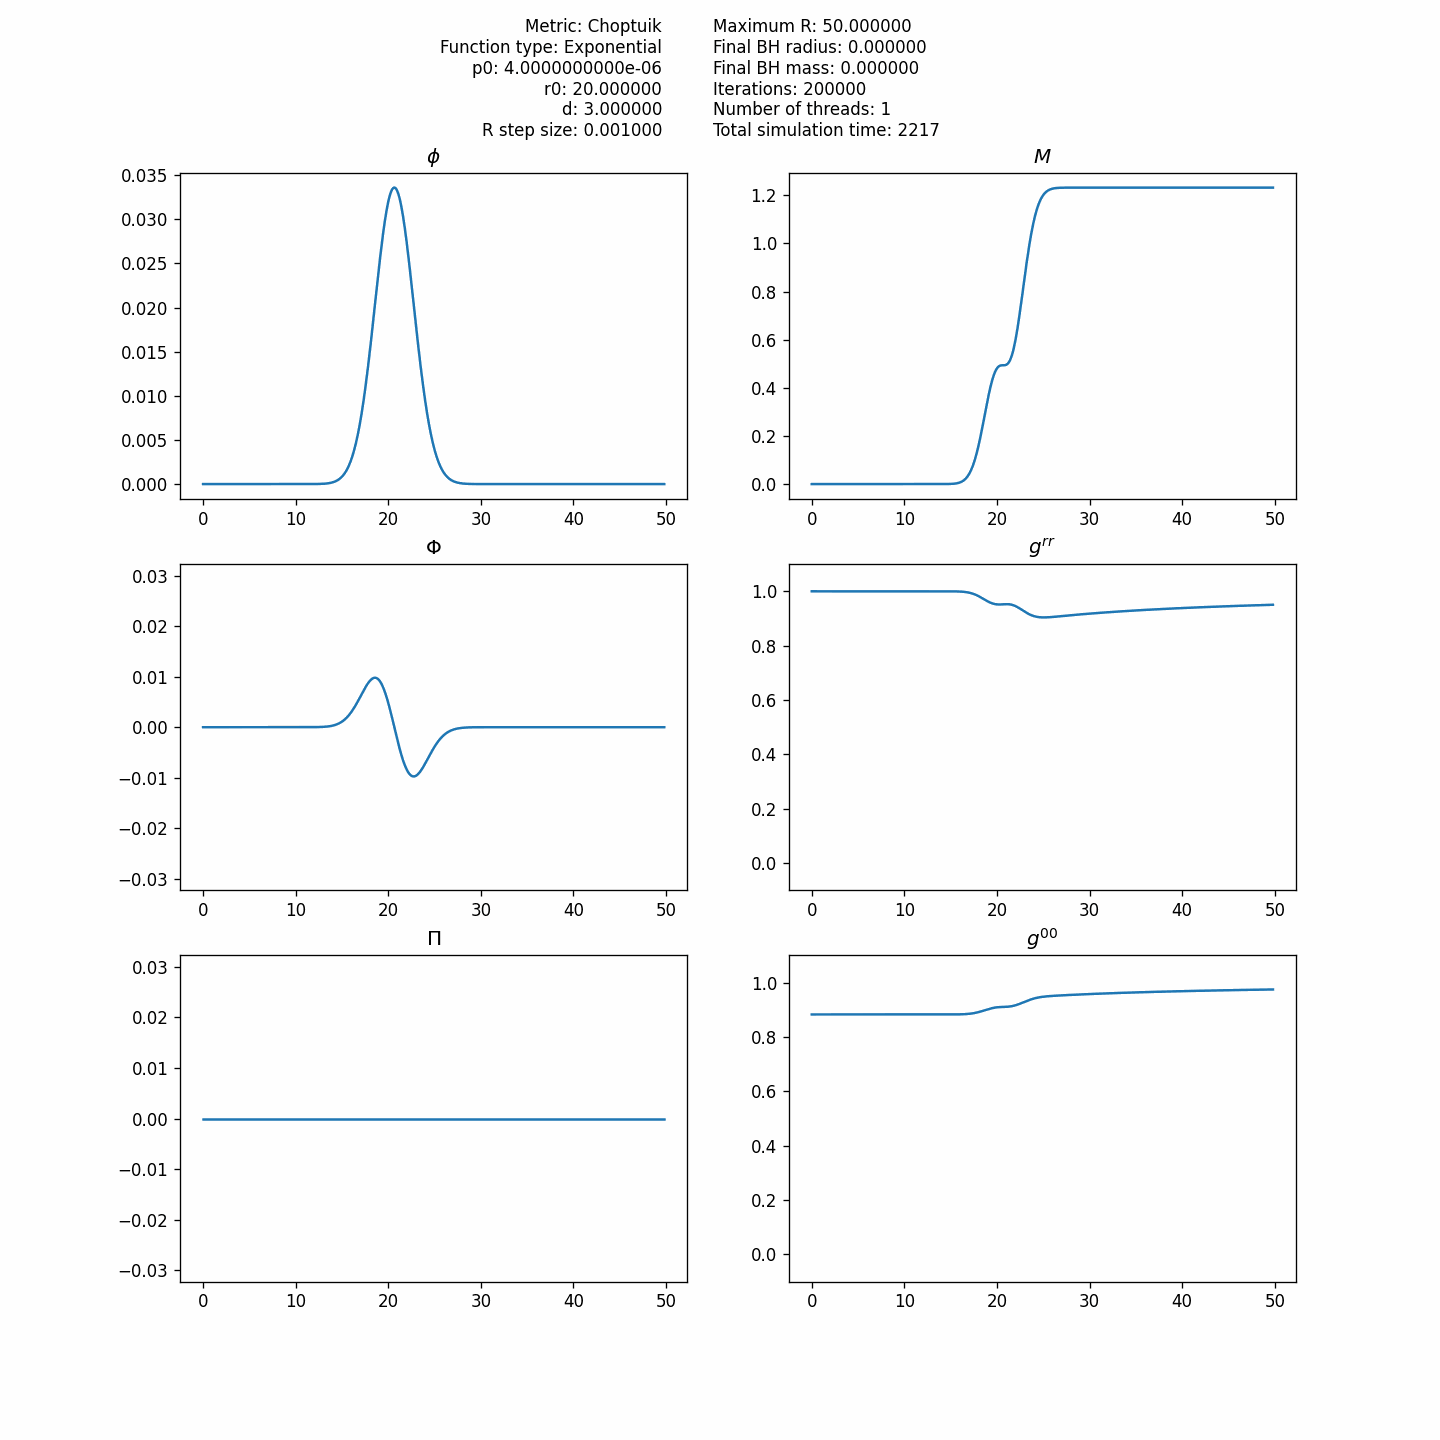 Metric: Choptuik
Function type: Exponential
p0: 4.0000000000e-06
r0: 20.000000
d: 3.000000
R step size: 0.001000
Maximum R: 50.000000
Final BH radius: 0.000000
Final BH mass: 0.000000
Iterations: 200000
Number of threads: 1
Total simulation time: 2217
ϕ
0.035
0.030
0.025
0.020
0.015
0.010
0.005
0.000
0 10 20 30 40 50
M
1.2
1.0
0.8
0.6
0.4
0.2
0.0
0 10 20 30 40 50
Φ
0.03
0.02
0.01
0.00
−0.01
−0.02
−0.03
0 10 20 30 40 50
g^{rr}
1.0
0.8
0.6
0.4
0.2
0.0
0 10 20 30 40 50
Π
0.03
0.02
0.01
0.00
−0.01
−0.02
−0.03
0 10 20 30 40 50
g^{00}
1.0
0.8
0.6
0.4
0.2
0.0
0 10 20 30 40 50